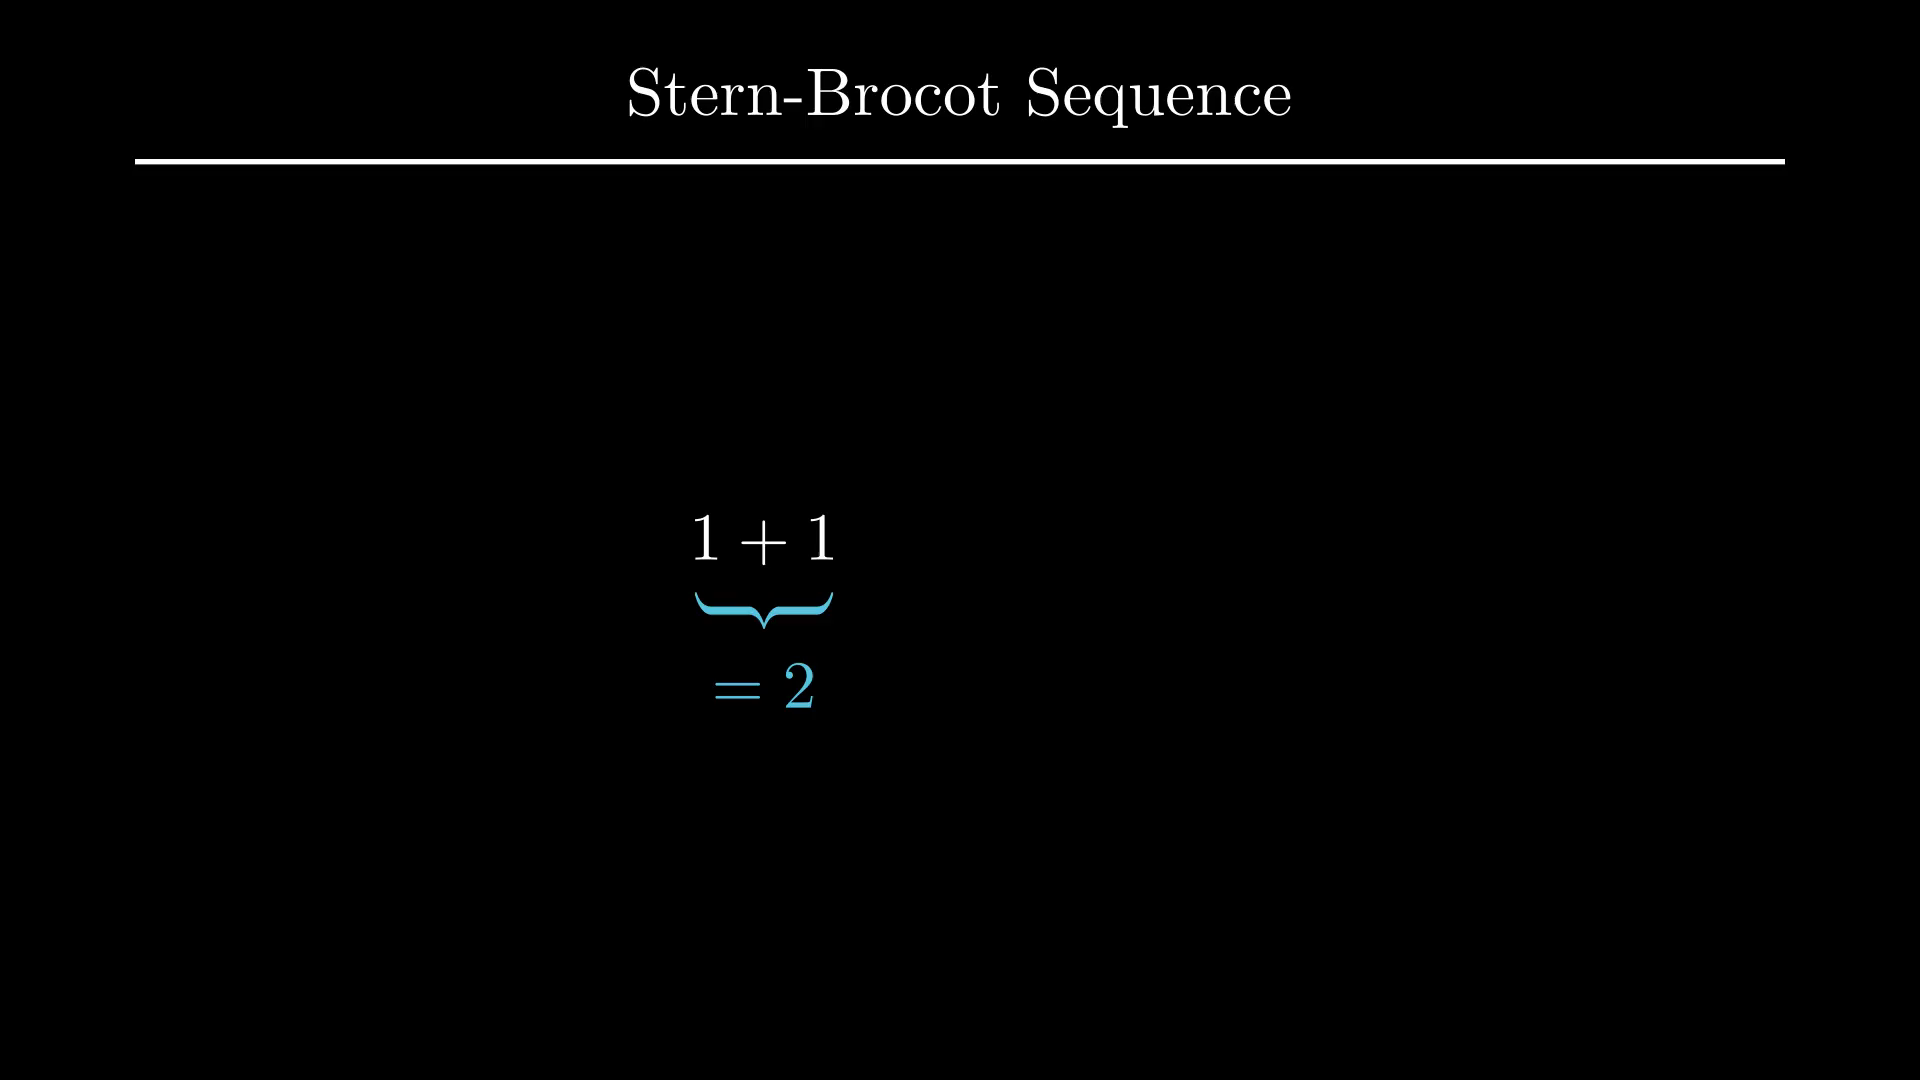 Stern-Brocot Sequence
1 + 1
= 2